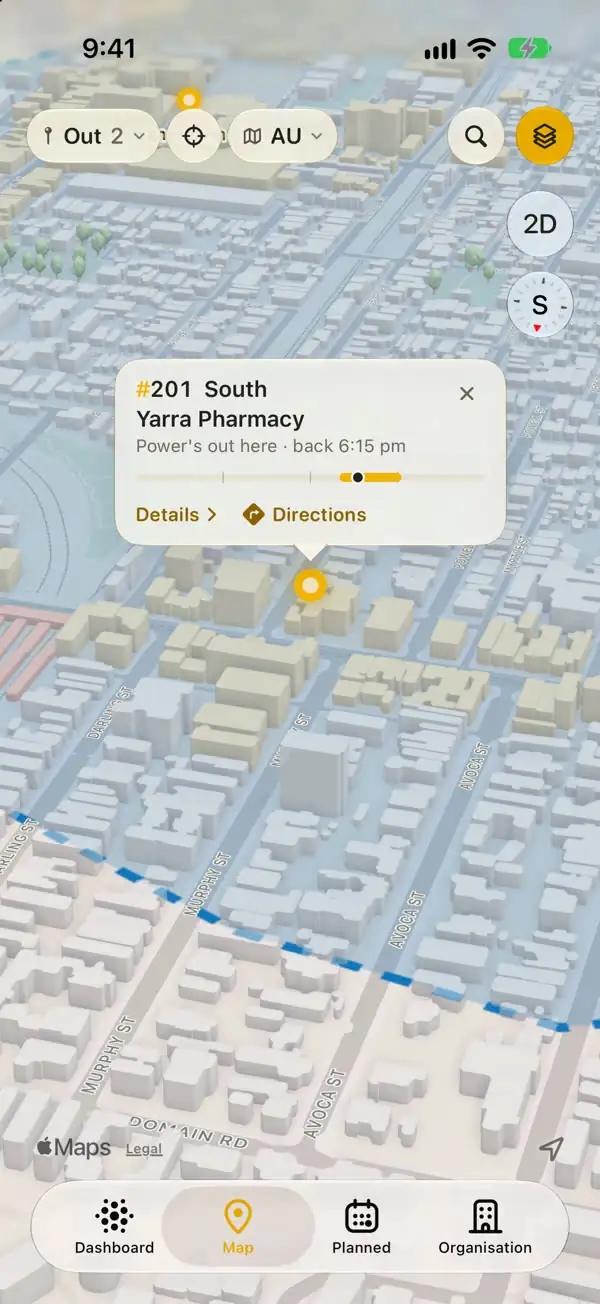 9:41
Out 2
AU
2D
S
#201 South
Yarra Pharmacy
Power's out here · back 6:15 pm
Details
Directions
DARLING ST
AVOCA ST
MURPHY ST
AVOCA ST
MURPHY ST
AVOCA ST
DOMAIN RD
Maps Legal
Dashboard
Map
Planned
Organisation